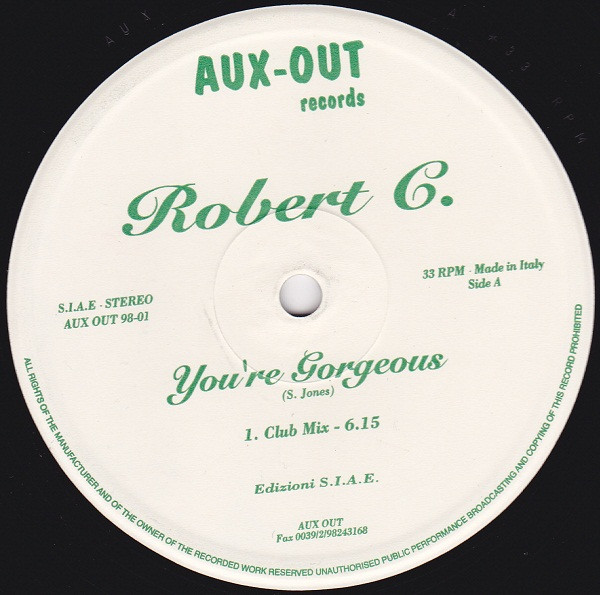 AUX-OUT
records
Robert C.
S.I.A.E - STEREO
AUX OUT 98-01
33 RPM - Made in Italy
Side A
You're Gorgeous
(S. Jones)
1. Club Mix - 6.15
Edizioni S.I.A.E.
AUX OUT
Fax 0039/2/98243168
ALL RIGHTS OF THE MANUFACTURER AND OF THE OWNER OF THE RECORDED WORK RESERVED UNAUTHORISED PUBLIC PERFORMANCE BROADCASTING AND COPYING OF THIS RECORD PROHIBITED